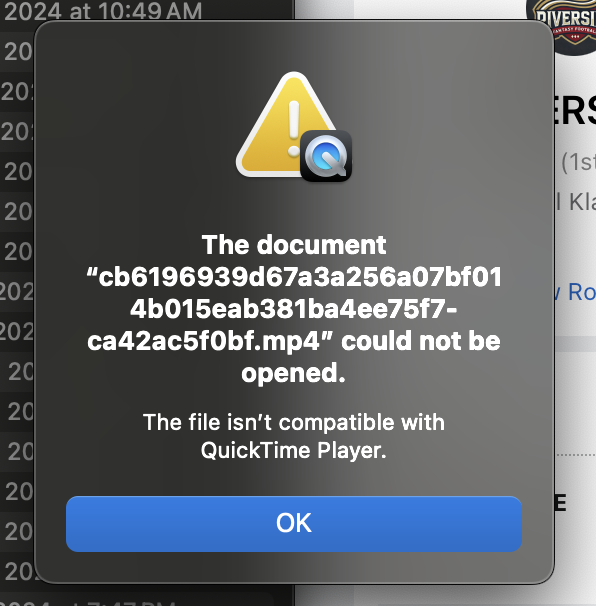 2024 at 10:49 AM
The document
“cb6196939d67a3a256a07bf01
4b015eab381ba4ee75f7-
ca42ac5f0bf.mp4” could not be
opened.
The file isn’t compatible with
QuickTime Player.
OK
(1st
E